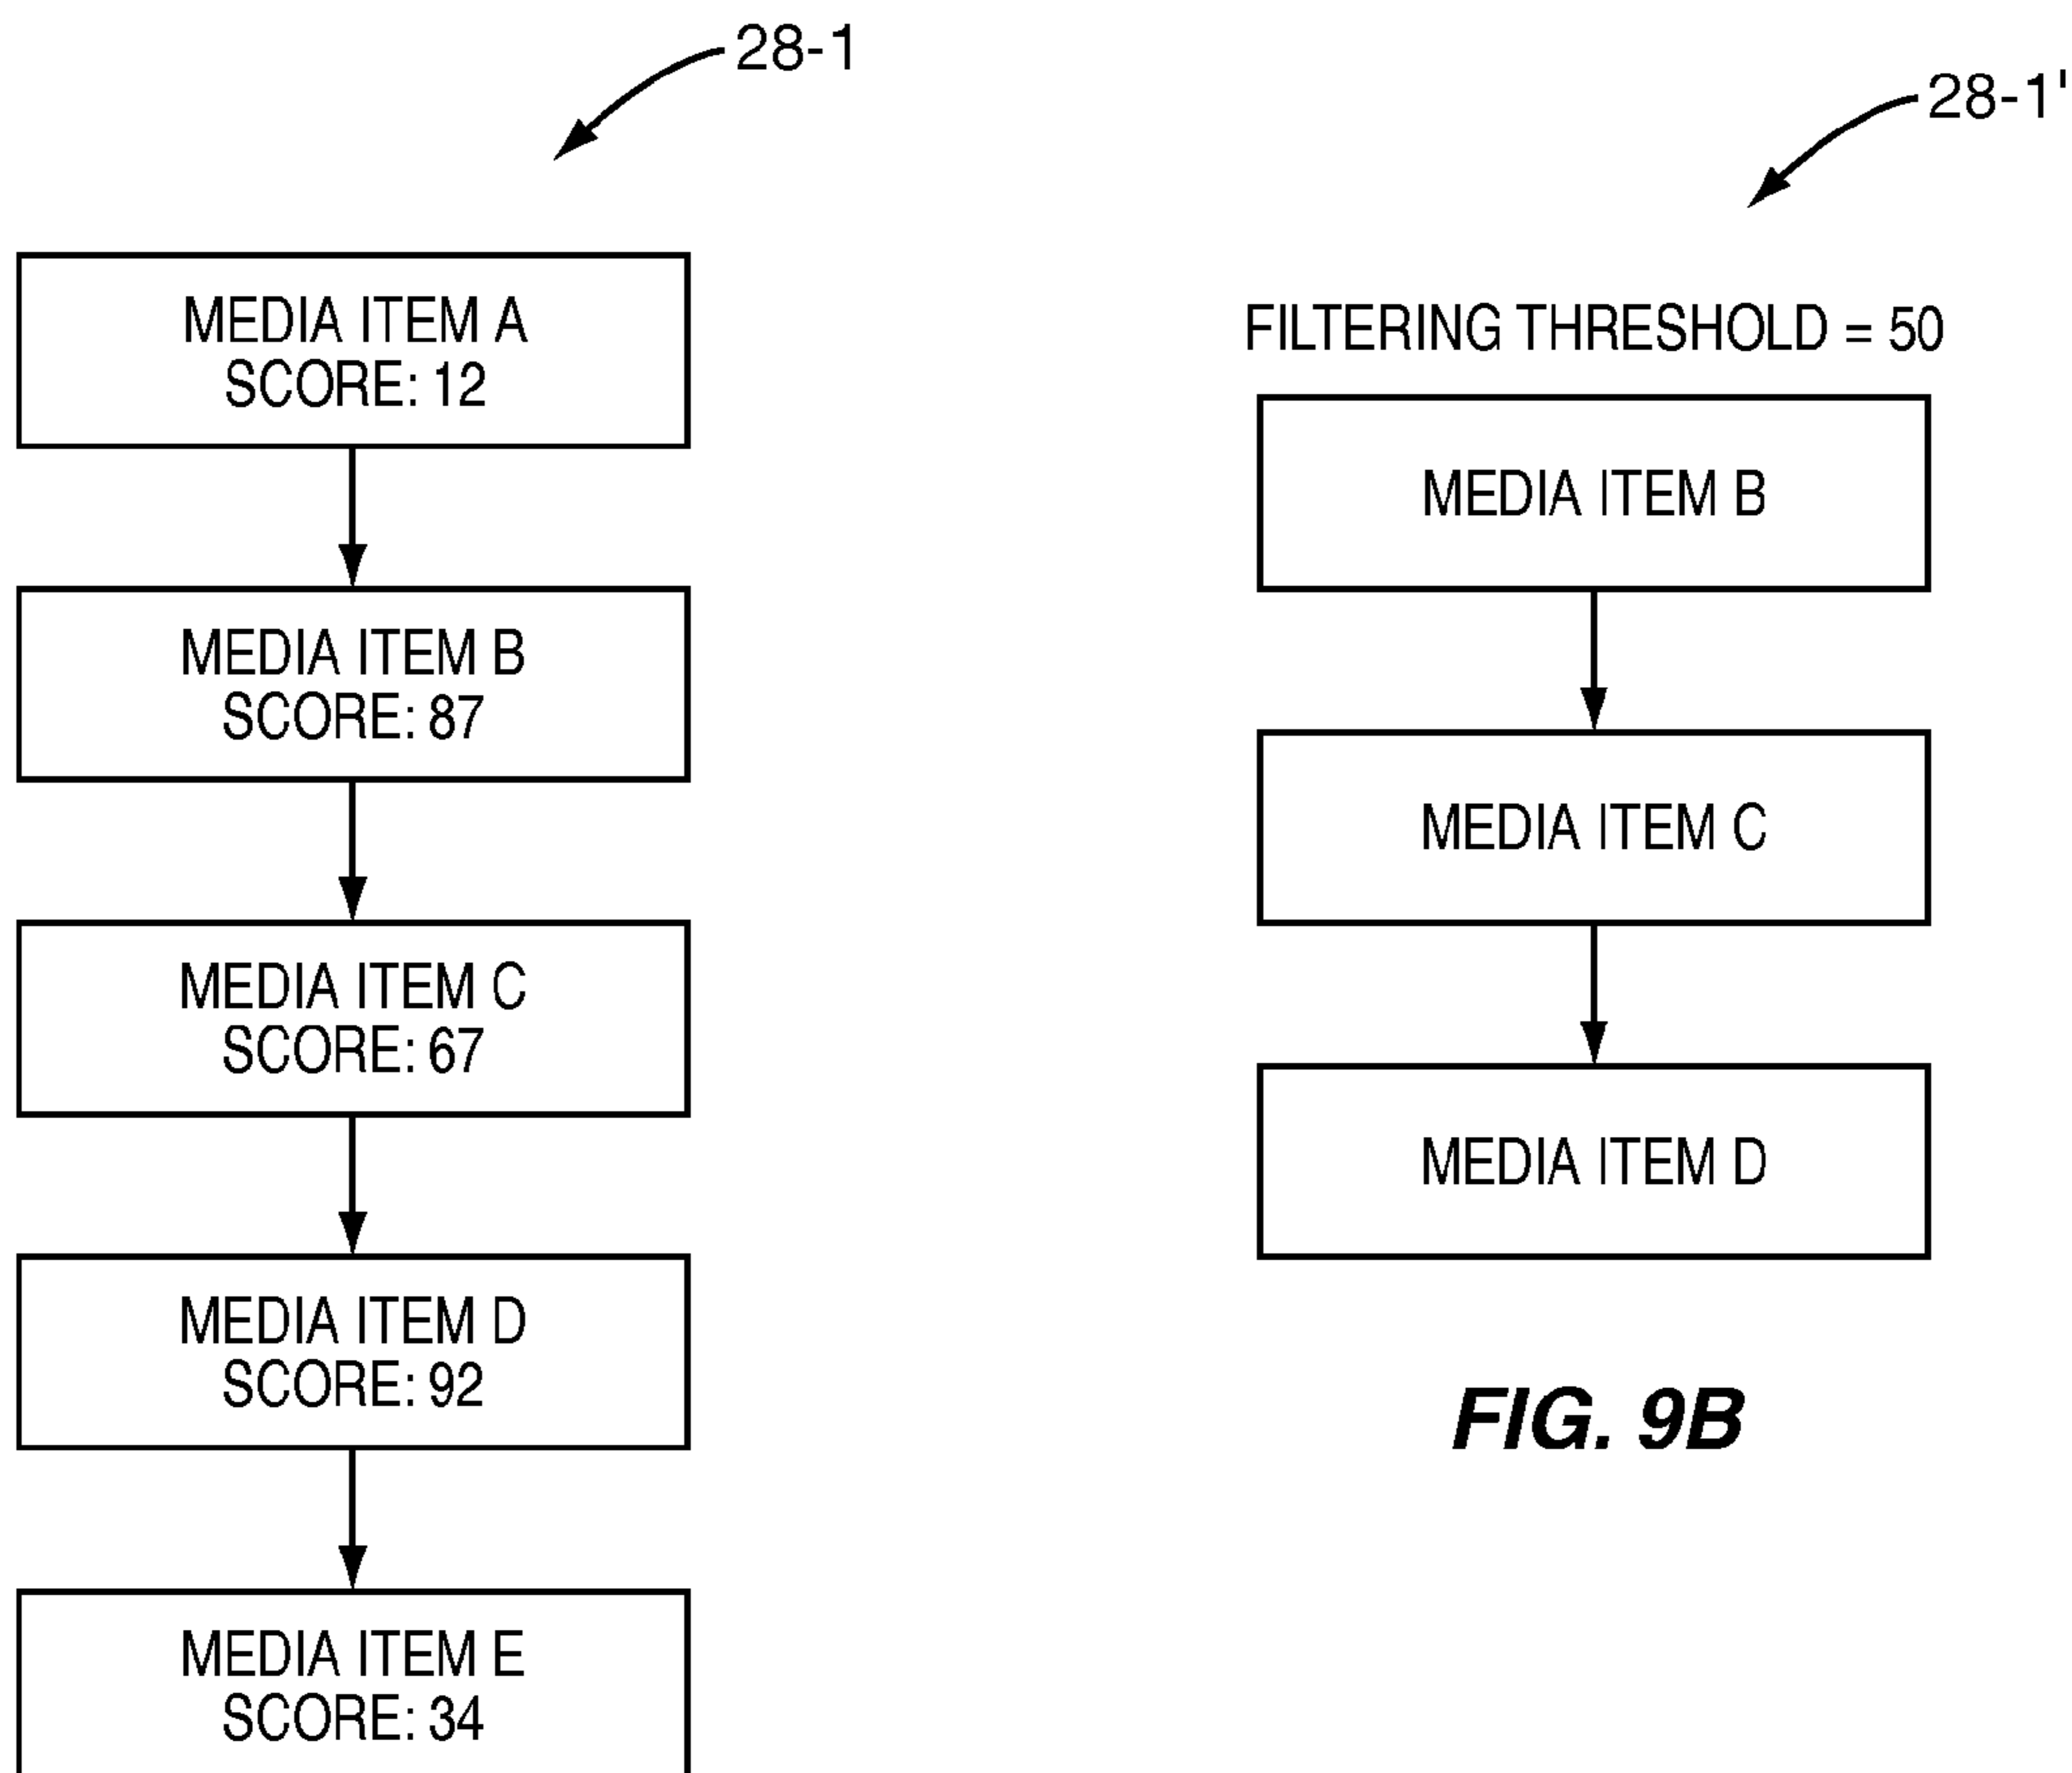 28-1
MEDIA ITEM A
SCORE: 12
MEDIA ITEM B
SCORE: 87
MEDIA ITEM C
SCORE: 67
MEDIA ITEM D
SCORE: 92
MEDIA ITEM E
SCORE: 34
28-1'
FILTERING THRESHOLD = 50
MEDIA ITEM B
MEDIA ITEM C
MEDIA ITEM D
FIG. 9B